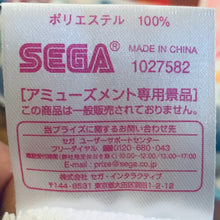 ポリエステル 100%
SEGA®
MADE IN CHINA
1027582
[アミューズメント専用景品]
この商品は一般販売されておりません。
当プライズに関するお問い合わせ先
セガ ユーザーサポートセンター
フリーダイヤル 0120-680-043
E-mail : prize@sega.co.jp
株式会社 セガ・インタラクティブ
〒144-8531 東京都大田区羽田1-2-12